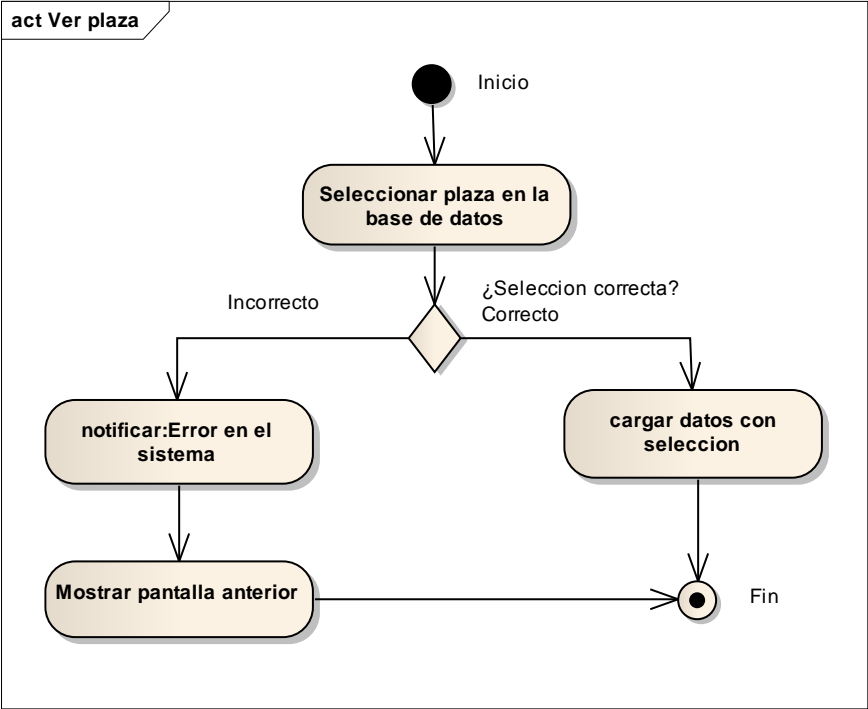 act Ver plaza
Inicio
Seleccionar plaza en la
base de datos
¿Seleccion correcta?
Correcto
Incorrecto
notificar:Error en el
sistema
cargar datos con
seleccion
Mostrar pantalla anterior
Fin